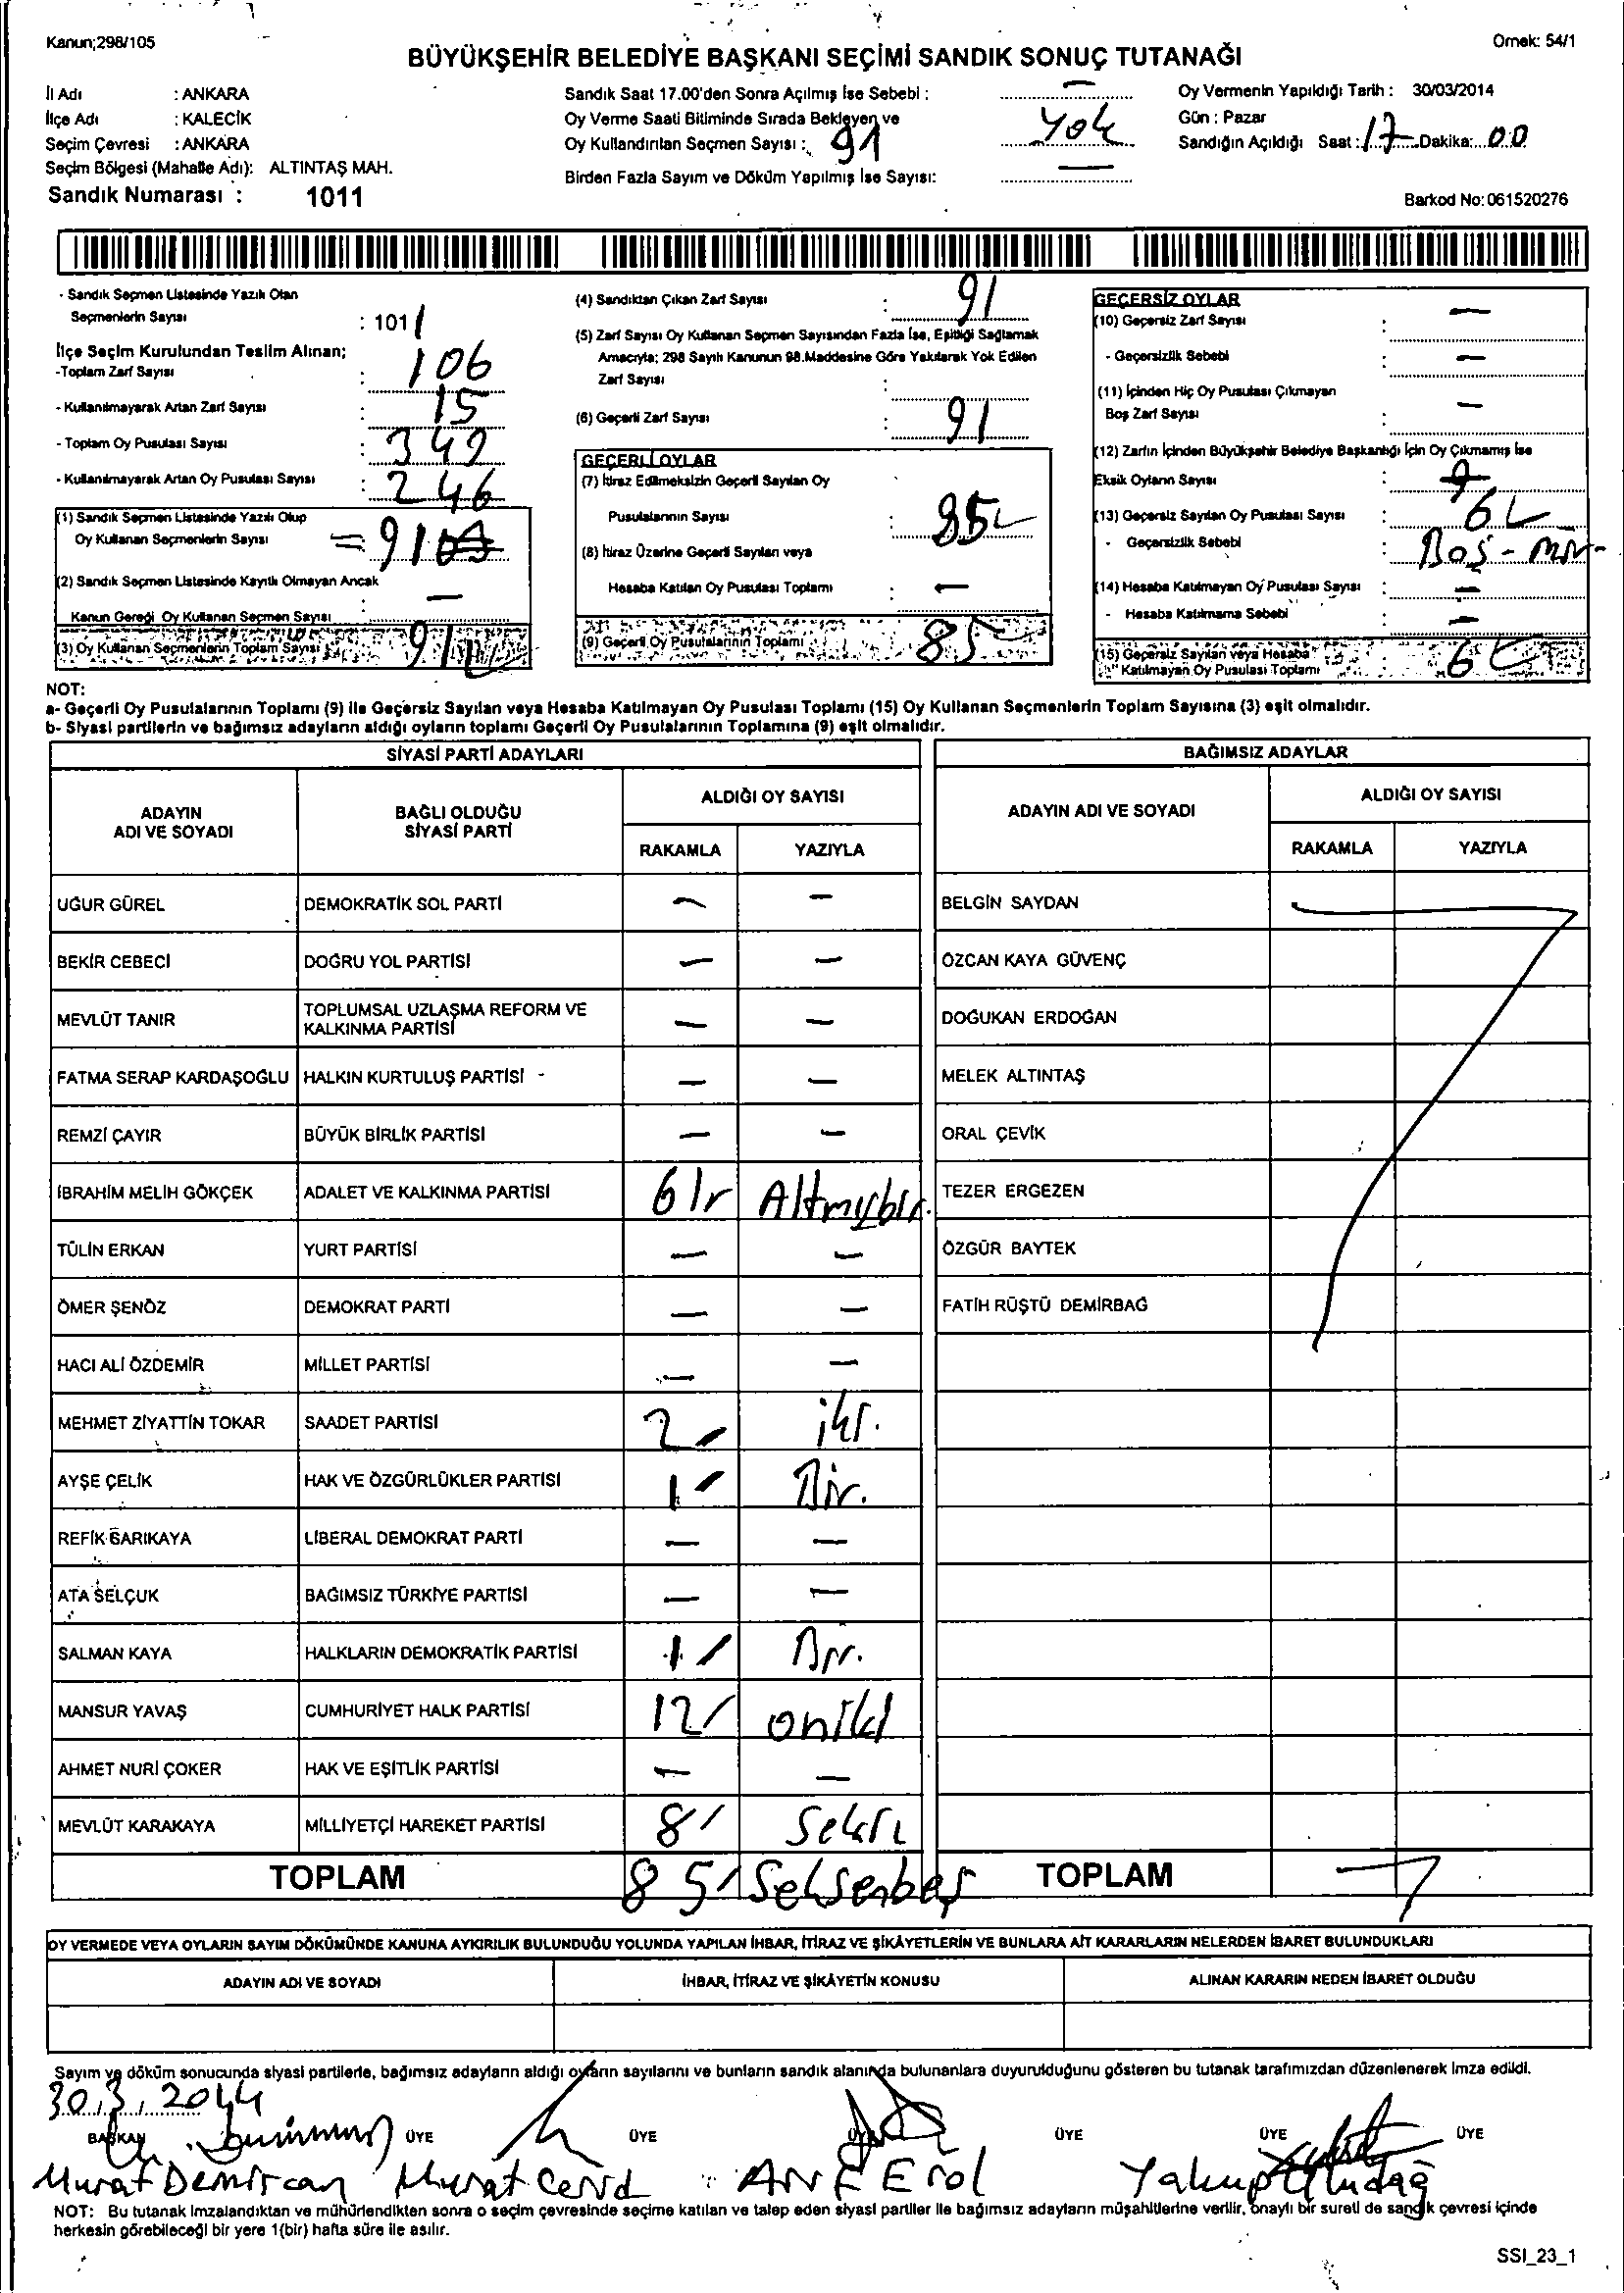 Kanun;298/105
Örnek: 54/1
BÜYÜKŞEHİR BELEDİYE BAŞKANI SEÇİMİ SANDIK SONUÇ TUTANAĞI
İl Adı : ANKARA
İlçe Adı : KALECİK
Seçim Çevresi : ANKARA
Seçim Bölgesi (Mahalle Adı): ALTINTAŞ MAH.
Sandık Numarası : 1011
Sandık Saat 17.00'den Sonra Açılmış İse Sebebi : —
Oy Verme Saati Bitiminde Sırada Bekleyen ve
Oy Kullandırılan Seçmen Sayısı : 91 Yok
Birden Fazla Sayım ve Döküm Yapılmış İse Sayısı: —
Oy Vermenin Yapıldığı Tarih : 30/03/2014
Gün : Pazar
Sandığın Açıldığı Saat : 17 Dakika: 00
Barkod No: 061520276
- Sandık Seçmen Listesinde Yazılı Olan
Seçmenlerin Sayısı : 101
İlçe Seçim Kurulundan Teslim Alınan;
-Toplam Zarf Sayısı : 106
- Kullanılmayarak Artan Zarf Sayısı : 15
- Toplam Oy Pusulası Sayısı : 342
- Kullanılmayarak Artan Oy Pusulası Sayısı : 246
(1) Sandık Seçmen Listesinde Yazılı Olup
Oy Kullanan Seçmenlerin Sayısı = 91
(2) Sandık Seçmen Listesinde Kayıtlı Olmayan Ancak
Kanun Gereği Oy Kullanan Seçmen Sayısı : —
(3) Oy Kullanan Seçmenlerin Toplam Sayısı : 91
(4) Sandıktan Çıkan Zarf Sayısı : 91
(5) Zarf Sayısı Oy Kullanan Seçmen Sayısından Fazla İse, Eşitliği Sağlamak
Amacıyla; 298 Sayılı Kanunun 98.Maddesine Göre Yakılarak Yok Edilen
Zarf Sayısı :
(6) Geçerli Zarf Sayısı : 91
GEÇERLİ OYLAR
(7) İtiraz Edilmeksizin Geçerli Sayılan Oy
Pusulalarının Sayısı : 85
(8) İtiraz Üzerine Geçerli Sayılan veya
Hesaba Katılan Oy Pusulası Toplamı : —
(9) Geçerli Oy Pusulalarının Toplamı : 85
GEÇERSİZ OYLAR
(10) Geçersiz Zarf Sayısı : —
- Geçersizlik Sebebi : —
(11) İçinden Hiç Oy Pusulası Çıkmayan
Boş Zarf Sayısı : —
(12) Zarfın İçinden Büyükşehir Belediye Başkanlığı İçin Oy Çıkmamış İse
Eksik Oyların Sayısı :
(13) Geçersiz Sayılan Oy Pusulası Sayısı : 6
- Geçersizlik Sebebi : Boş -
(14) Hesaba Katılmayan Oy Pusulası Sayısı : —
- Hesaba Katılmama Sebebi : —
(15) Geçersiz Sayılan veya Hesaba
Katılmayan Oy Pusulası Toplamı : 6
NOT:
a- Geçerli Oy Pusulalarının Toplamı (9) ile Geçersiz Sayılan veya Hesaba Katılmayan Oy Pusulası Toplamı (15) Oy Kullanan Seçmenlerin Toplam Sayısına (3) eşit olmalıdır.
b- Siyasi partilerin ve bağımsız adayların aldığı oyların toplamı Geçerli Oy Pusulalarının Toplamına (9) eşit olmalıdır.
SİYASİ PARTİ ADAYLARI
ADAYIN ADI VE SOYADI
BAĞLI OLDUĞU SİYASİ PARTİ
ALDIĞI OY SAYISI
RAKAMLA YAZIYLA
UĞUR GÜREL DEMOKRATİK SOL PARTİ — —
BEKİR CEBECİ DOĞRU YOL PARTİSİ — —
MEVLÜT TANIR TOPLUMSAL UZLAŞMA REFORM VE KALKINMA PARTİSİ — —
FATMA SERAP KARDAŞOĞLU HALKIN KURTULUŞ PARTİSİ — —
REMZİ ÇAYIR BÜYÜK BİRLİK PARTİSİ — —
İBRAHİM MELİH GÖKÇEK ADALET VE KALKINMA PARTİSİ 61 Altmışbir.
TÜLİN ERKAN YURT PARTİSİ — —
ÖMER ŞENÖZ DEMOKRAT PARTİ — —
HACI ALİ ÖZDEMİR MİLLET PARTİSİ — —
MEHMET ZİYATTİN TOKAR SAADET PARTİSİ 2 iki.
AYŞE ÇELİK HAK VE ÖZGÜRLÜKLER PARTİSİ 1 Bir.
REFİK SARIKAYA LİBERAL DEMOKRAT PARTİ — —
ATA SELÇUK BAĞIMSIZ TÜRKİYE PARTİSİ — —
SALMAN KAYA HALKLARIN DEMOKRATİK PARTİSİ 1 Bir.
MANSUR YAVAŞ CUMHURİYET HALK PARTİSİ 12 oniki
AHMET NURİ ÇOKER HAK VE EŞİTLİK PARTİSİ — —
MEVLÜT KARAKAYA MİLLİYETÇİ HAREKET PARTİSİ 8 Sekiz
TOPLAM 85 Seksenbeş
BAĞIMSIZ ADAYLAR
ADAYIN ADI VE SOYADI
ALDIĞI OY SAYISI
RAKAMLA YAZIYLA
BELGİN SAYDAN
ÖZCAN KAYA GÜVENÇ
DOĞUKAN ERDOĞAN
MELEK ALTINTAŞ
ORAL ÇEVİK
TEZER ERGEZEN
ÖZGÜR BAYTEK
FATİH RÜŞTÜ DEMİRBAĞ
TOPLAM
OY VERMEDE VEYA OYLARIN SAYIM DÖKÜMÜNDE KANUNA AYKIRILIK BULUNDUĞU YOLUNDA YAPILAN İHBAR, İTİRAZ VE ŞİKÂYETLERİN VE BUNLARA AİT KARARLARIN NELERDEN İBARET BULUNDUKLARI
ADAYIN ADI VE SOYADI
İHBAR, İTİRAZ VE ŞİKÂYETİN KONUSU
ALINAN KARARIN NEDEN İBARET OLDUĞU
Sayım ve döküm sonucunda siyasi partilerle, bağımsız adayların aldığı oyların sayılarını ve bunların sandık alanında bulunanlara duyurulduğunu gösteren bu tutanak tarafımızdan düzenlenerek imza edildi.
30.3.2014
BAŞKAN ÜYE ÜYE ÜYE ÜYE ÜYE ÜYE
Murat Demircan Murat Arif Erol Yakup Uludağ
NOT: Bu tutanak imzalandıktan ve mühürlendikten sonra o seçim çevresinde seçime katılan ve talep eden siyasi partiler ile bağımsız adayların müşahitlerine verilir, onaylı bir sureti de sandık çevresi içinde
herkesin görebileceği bir yere 1(bir) hafta süre ile asılır.
SSI_23_1